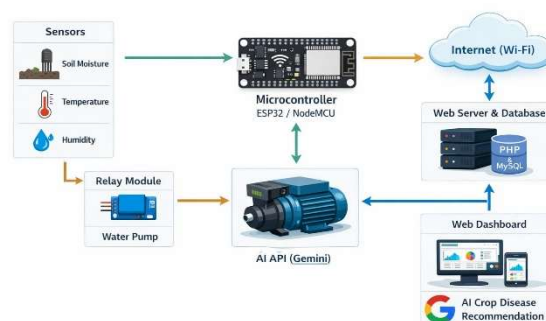 Sensors
Soil Moisture
Temperature
Humidity
Relay Module
Water Pump
Microcontroller
ESP32 / NodeMCU
AI API (Gemini)
Internet (Wi-Fi)
Web Server & Database
PHP
&
MySQL
Web Dashboard
AI Crop Disease
Recommendation